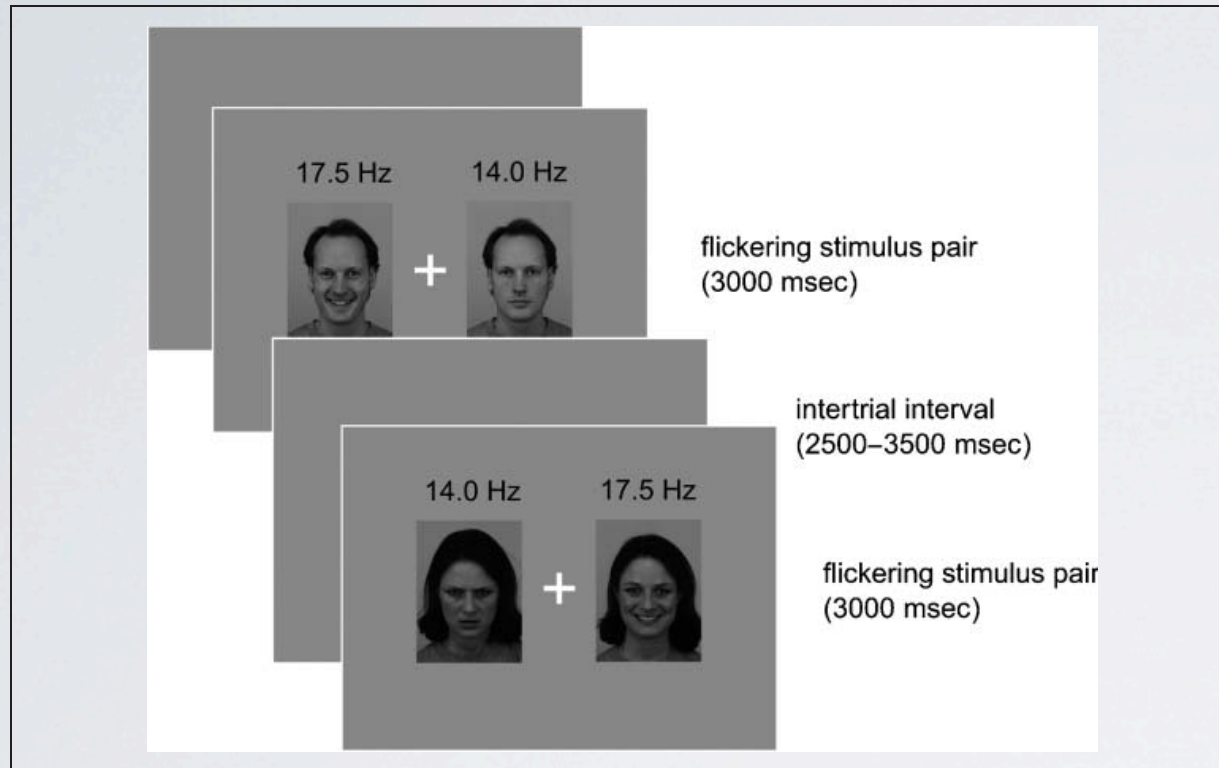 17.5 Hz 14.0 Hz
flickering stimulus pair
(3000 msec)
intertrial interval
(2500–3500 msec)
14.0 Hz 17.5 Hz
flickering stimulus pair
(3000 msec)